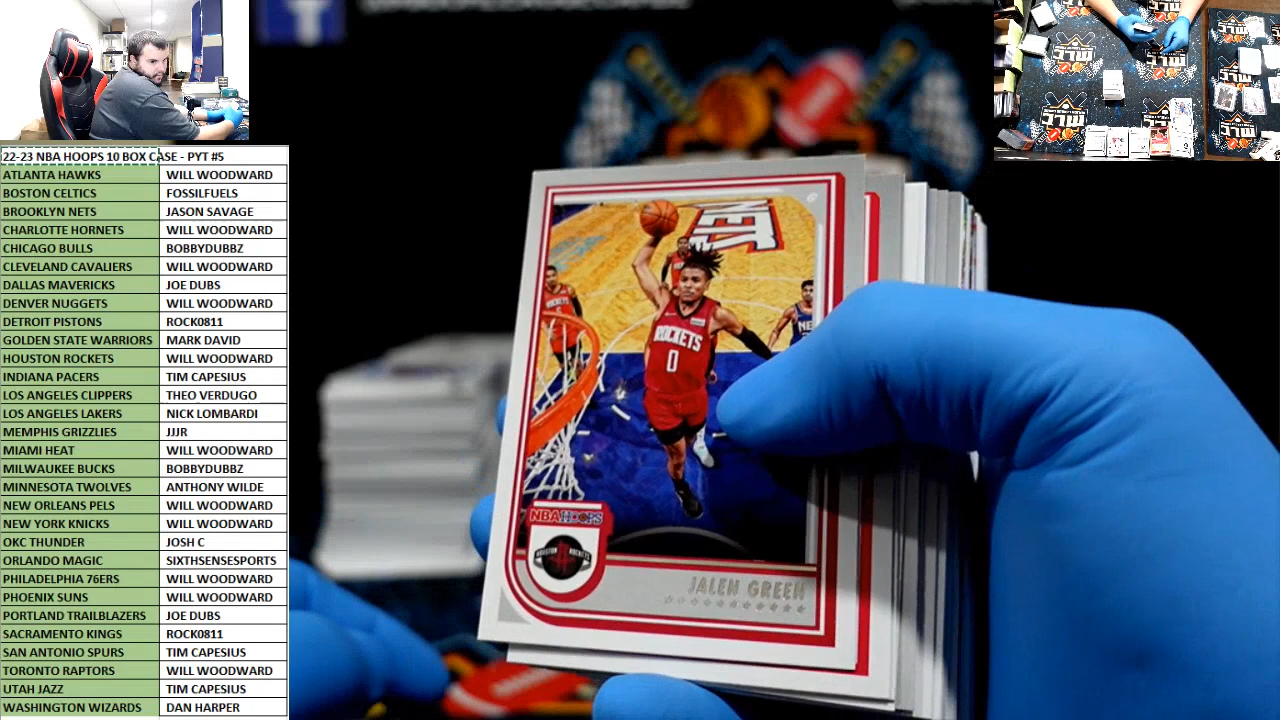 22-23 NBA HOOPS 10 BOX CASE - PYT #5
ATLANTA HAWKS WILL WOODWARD
BOSTON CELTICS FOSSILFUELS
BROOKLYN NETS JASON SAVAGE
CHARLOTTE HORNETS WILL WOODWARD
CHICAGO BULLS BOBBYDUBBZ
CLEVELAND CAVALIERS WILL WOODWARD
DALLAS MAVERICKS JOE DUBS
DENVER NUGGETS WILL WOODWARD
DETROIT PISTONS ROCK0811
GOLDEN STATE WARRIORS MARK DAVID
HOUSTON ROCKETS WILL WOODWARD
INDIANA PACERS TIM CAPESIUS
LOS ANGELES CLIPPERS THEO VERDUGO
LOS ANGELES LAKERS NICK LOMBARDI
MEMPHIS GRIZZLIES JJJR
MIAMI HEAT WILL WOODWARD
MILWAUKEE BUCKS BOBBYDUBBZ
MINNESOTA TWOLVES ANTHONY WILDE
NEW ORLEANS PELS WILL WOODWARD
NEW YORK KNICKS WILL WOODWARD
OKC THUNDER JOSH C
ORLANDO MAGIC SIXTHSENSESPORTS
PHILADELPHIA 76ERS WILL WOODWARD
PHOENIX SUNS WILL WOODWARD
PORTLAND TRAILBLAZERS JOE DUBS
SACRAMENTO KINGS ROCK0811
SAN ANTONIO SPURS TIM CAPESIUS
TORONTO RAPTORS WILL WOODWARD
UTAH JAZZ TIM CAPESIUS
WASHINGTON WIZARDS DAN HARPER
ROCKETS
0
NBA HOOPS
HOUSTON ROCKETS
JALEN GREEN